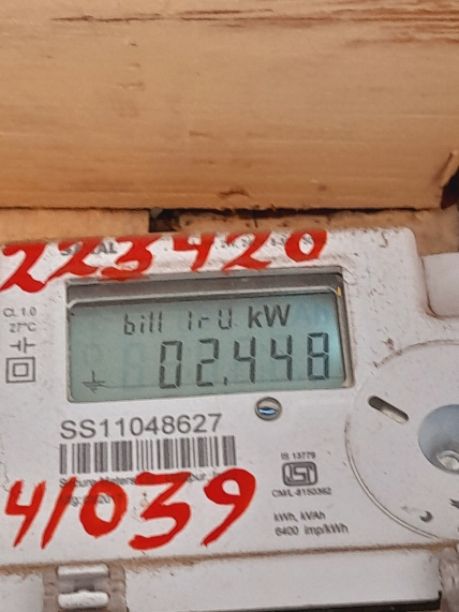 223420
CL 1.0
27°C
bill 1r0 kW
02.448
SS11048627
IS 13779
CM/L-8150362
41039
kWh, kVAh
6400 imp/kWh